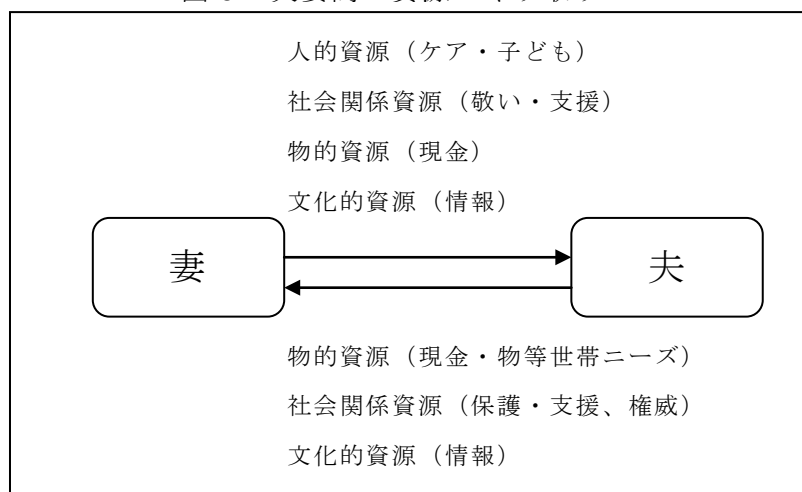 人的資源（ケア・子ども）
社会関係資源（敬い・支援）
物的資源（現金）
文化的資源（情報）
妻
夫
物的資源（現金・物等世帯ニーズ）
社会関係資源（保護・支援、権威）
文化的資源（情報）